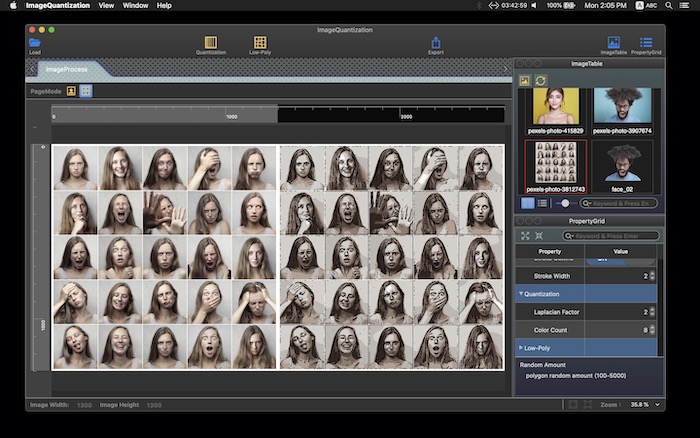 ImageQuantization View Window Help
03:42:59 100% A ABC Mon 2:05 PM
ImageQuantization
Load Quantization Low-Poly Export ImageTable PropertyGrid
ImageProcess
PageMode
0 1000 2000
0
1000
ImageTable
pexels-photo-415829 pexels-photo-3907674
pexels-photo-3812743 face_02
Keyword & Press En
PropertyGrid
Keyword & Press Enter
Property Value
Stroke Width 2
Quantization
Laplacian Factor 2
Color Count 8
Low-Poly
Random Amount
polygon random amount (100-5000)
Image Width: 1300 Image Height 1300 Zoom : 35.6 %